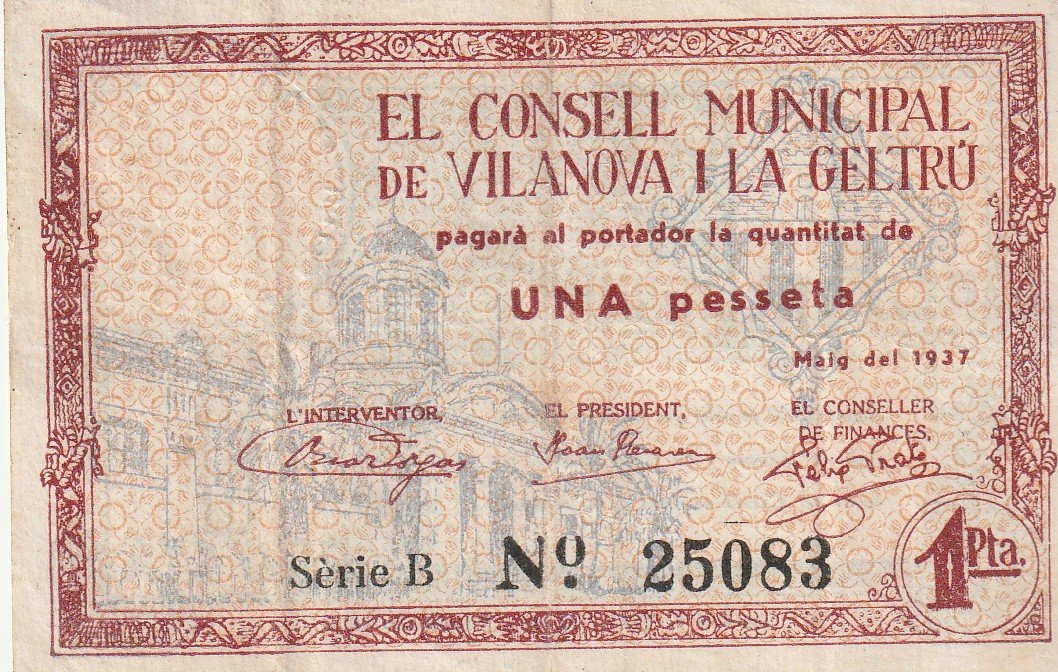 EL CONSELL MUNICIPAL
DE VILANOVA I LA GELTRÚ
pagarà al portador la quantitat de
UNA pesseta
Maig del 1937
L'INTERVENTOR,
EL PRESIDENT,
EL CONSELLER
DE FINANCES,
Sèrie B Nº. 25083
1 Pta.